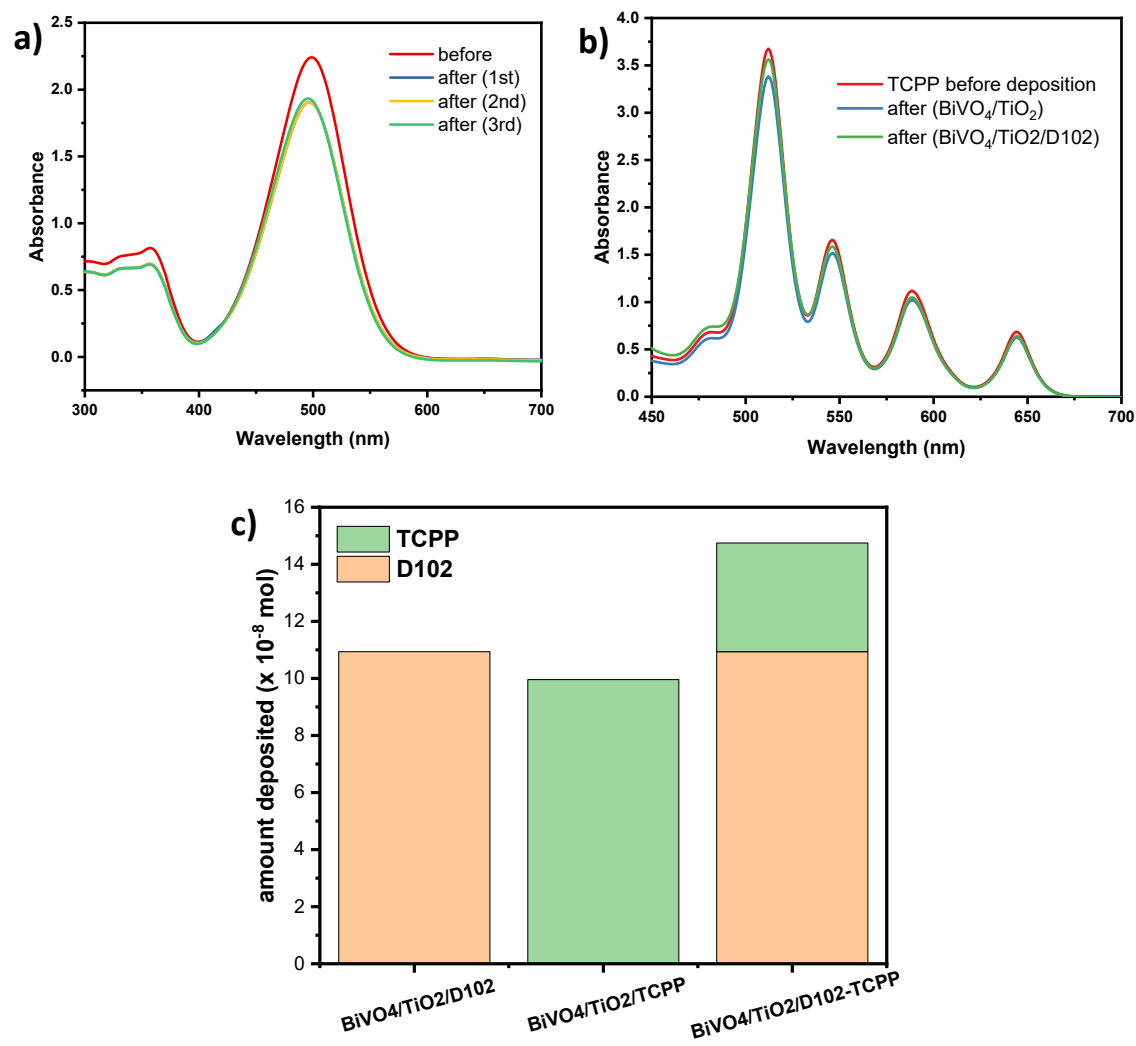 a)
2.5
2.0
1.5
1.0
0.5
0.0
Absorbance
before
after (1st)
after (2nd)
after (3rd)
300 400 500 600 700
Wavelength (nm)
b)
4.0
3.5
3.0
2.5
2.0
1.5
1.0
0.5
0.0
Absorbance
TCPP before deposition
after (BiVO₄/TiO₂)
after (BiVO₄/TiO2/D102)
450 500 550 600 650 700
Wavelength (nm)
c)
16
14
12
10
8
6
4
2
0
amount deposited (x 10⁻⁸ mol)
TCPP
D102
BiVO4/TiO2/D102
BiVO4/TiO2/TCPP
BiVO4/TiO2/D102-TCPP